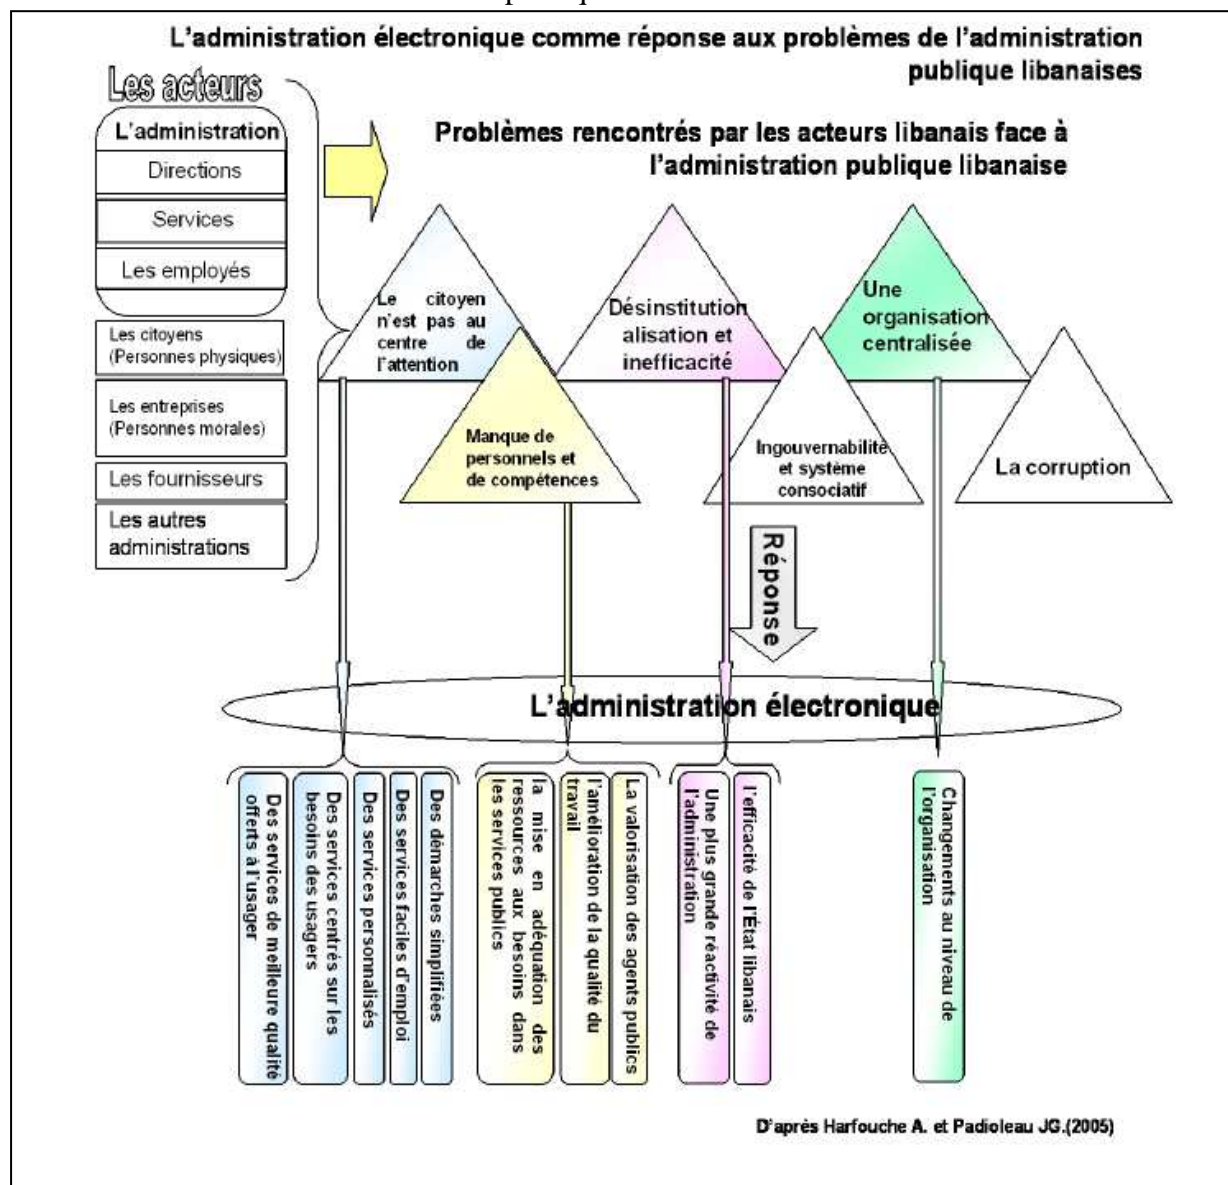 L'administration électronique comme réponse aux problèmes de l'administration
publique libanaises
Les acteurs
L'administration
Directions
Services
Les employés
Les citoyens
(Personnes physiques)
Les entreprises
(Personnes morales)
Les fournisseurs
Les autres
administrations
Problèmes rencontrés par les acteurs libanais face à
l'administration publique libanaise
Le citoyen
n'est pas au
centre de
l'attention
Manque de
personnels et
de compétences
Désinstitution
alisation et
inefficacité
Ingouvernabilité
et système
consociatif
Une
organisation
centralisée
La corruption
Réponse
L'administration électronique
Des services de meilleure qualité
offerts à l'usager
Des services centrés sur les
besoins des usagers
Des services personnalisés
Des services faciles d'emploi
Des démarches simplifiées
la mise en adéquation des
ressources aux besoins dans
les services publics
l'amélioration de la qualité du
travail
La valorisation des agents publics
Une plus grande réactivité de
l'administration
l'efficacité de l'État libanais
Changements au niveau de
l'organisation
D'après Harfouche A. et Padioleau JG.(2005)